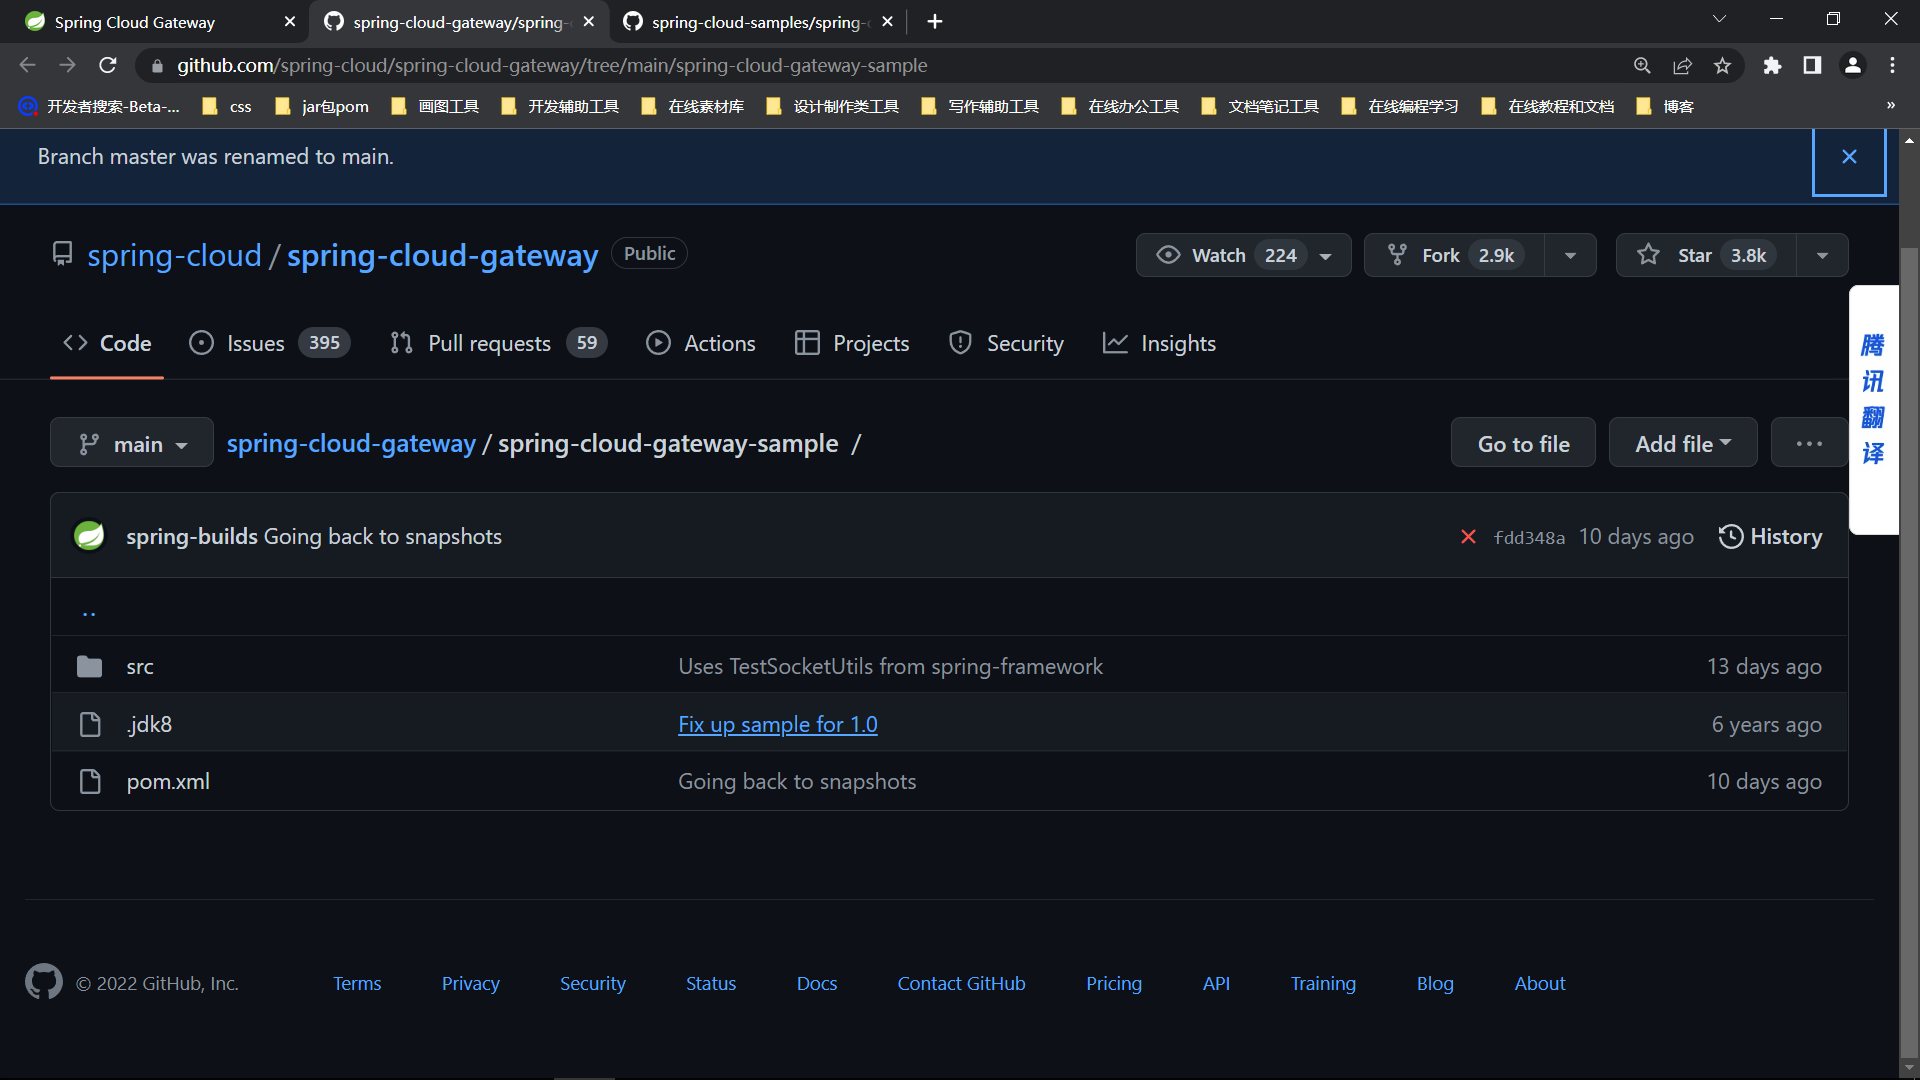 Spring Cloud Gateway
spring-cloud-gateway/spring-
spring-cloud-samples/spring-
github.com/spring-cloud/spring-cloud-gateway/tree/main/spring-cloud-gateway-sample
开发者搜索-Beta-...
css
jar包pom
画图工具
开发辅助工具
在线素材库
设计制作类工具
写作辅助工具
在线办公工具
文档笔记工具
在线编程学习
在线教程和文档
博客
»
Branch master was renamed to main.
spring-cloud / spring-cloud-gateway Public
Watch 224
Fork 2.9k
Star 3.8k
Code
Issues 395
Pull requests 59
Actions
Projects
Security
Insights
腾讯翻译
main
spring-cloud-gateway / spring-cloud-gateway-sample /
Go to file
Add file
...
spring-builds Going back to snapshots
fdd348a 10 days ago
History
..
src Uses TestSocketUtils from spring-framework 13 days ago
.jdk8 Fix up sample for 1.0 6 years ago
pom.xml Going back to snapshots 10 days ago
© 2022 GitHub, Inc.
Terms
Privacy
Security
Status
Docs
Contact GitHub
Pricing
API
Training
Blog
About